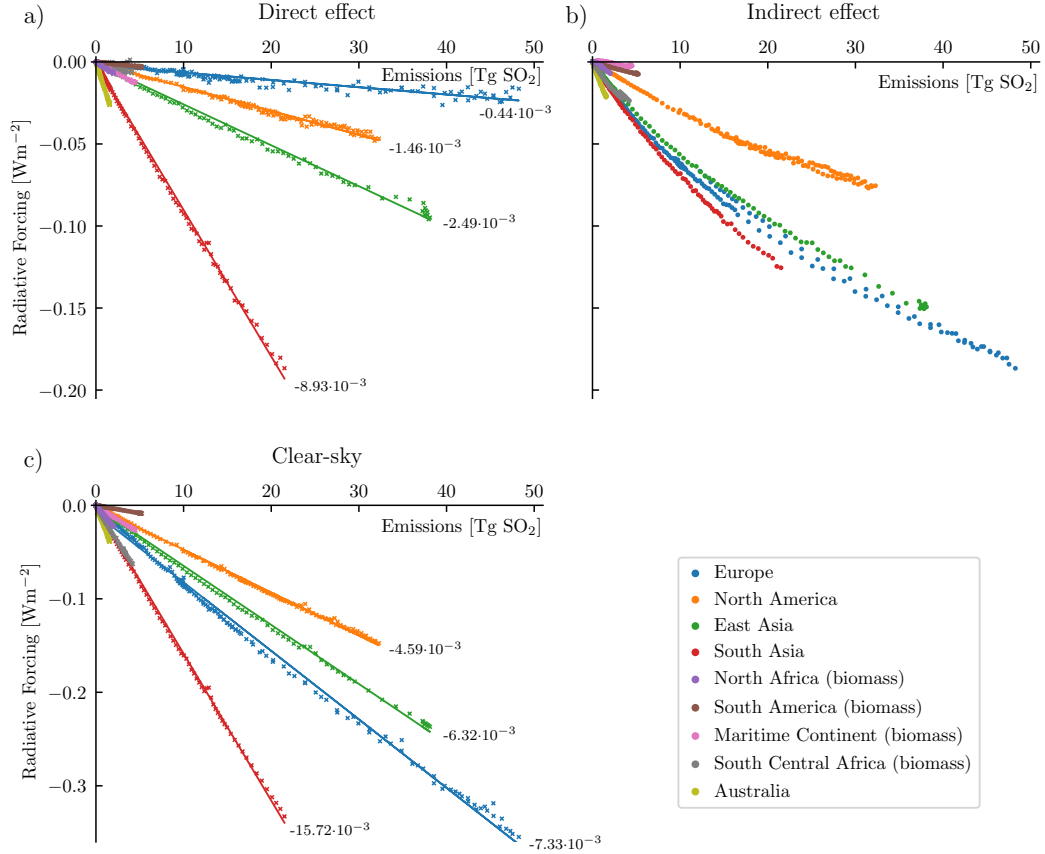 a)
Direct effect
0 10 20 30 40 50
Emissions [Tg SO2]
0.00
−0.05
−0.10
−0.15
−0.20
Radiative Forcing [Wm−2]
-0.44·10−3
-1.46·10−3
-2.49·10−3
-8.93·10−3
b)
Indirect effect
0 10 20 30 40 50
Emissions [Tg SO2]
c)
Clear-sky
0 10 20 30 40 50
Emissions [Tg SO2]
0.0
−0.1
−0.2
−0.3
Radiative Forcing [Wm−2]
-4.59·10−3
-6.32·10−3
-15.72·10−3
-7.33·10−3
Europe
North America
East Asia
South Asia
North Africa (biomass)
South America (biomass)
Maritime Continent (biomass)
South Central Africa (biomass)
Australia